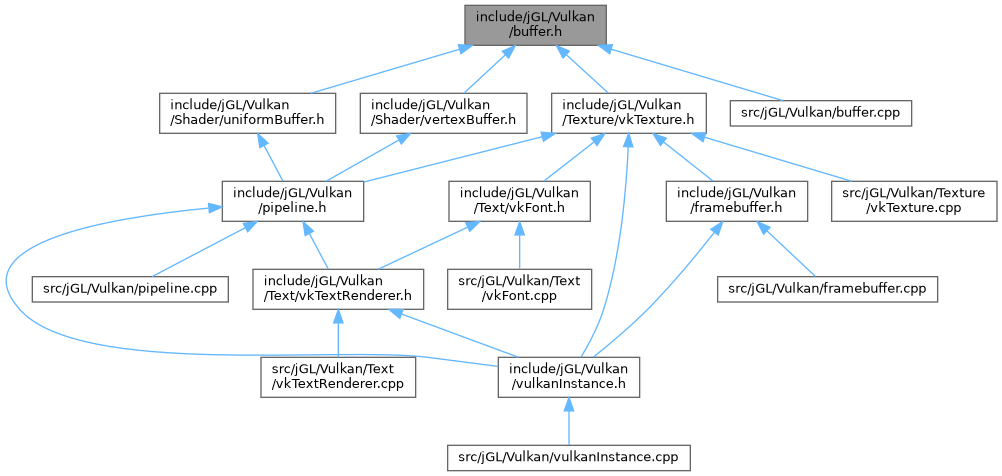 include/jGL/Vulkan
/buffer.h
include/jGL/Vulkan
/Shader/uniformBuffer.h
include/jGL/Vulkan
/Shader/vertexBuffer.h
include/jGL/Vulkan
/Texture/vkTexture.h
src/jGL/Vulkan/buffer.cpp
include/jGL/Vulkan
/pipeline.h
include/jGL/Vulkan
/Text/vkFont.h
include/jGL/Vulkan
/framebuffer.h
src/jGL/Vulkan/Texture
/vkTexture.cpp
src/jGL/Vulkan/pipeline.cpp
include/jGL/Vulkan
/Text/vkTextRenderer.h
src/jGL/Vulkan/Text
/vkFont.cpp
src/jGL/Vulkan/framebuffer.cpp
src/jGL/Vulkan/Text
/vkTextRenderer.cpp
include/jGL/Vulkan
/vulkanInstance.h
src/jGL/Vulkan/vulkanInstance.cpp